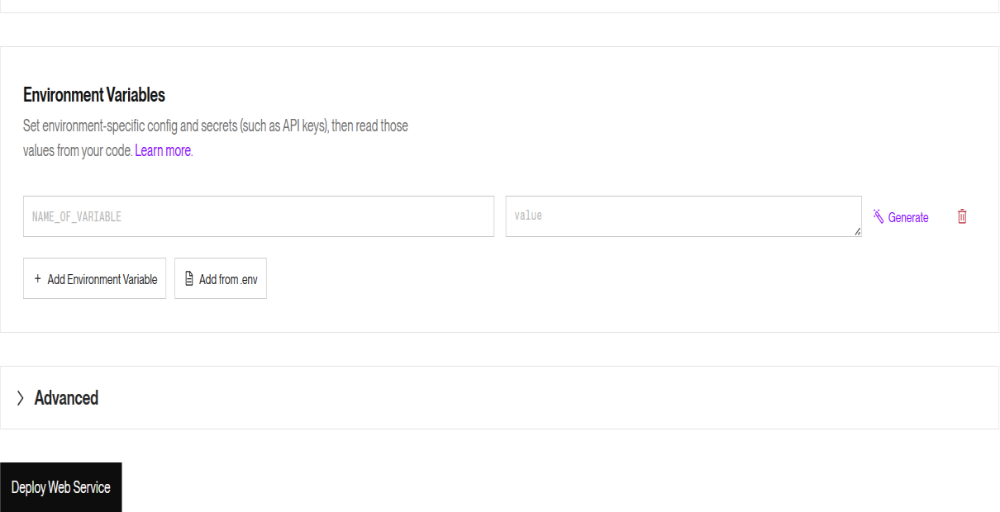 Environment Variables
Set environment-specific config and secrets (such as API keys), then read those
values from your code. Learn more.
NAME_OF_VARIABLE value Generate
+ Add Environment Variable Add from .env
Advanced
Deploy Web Service